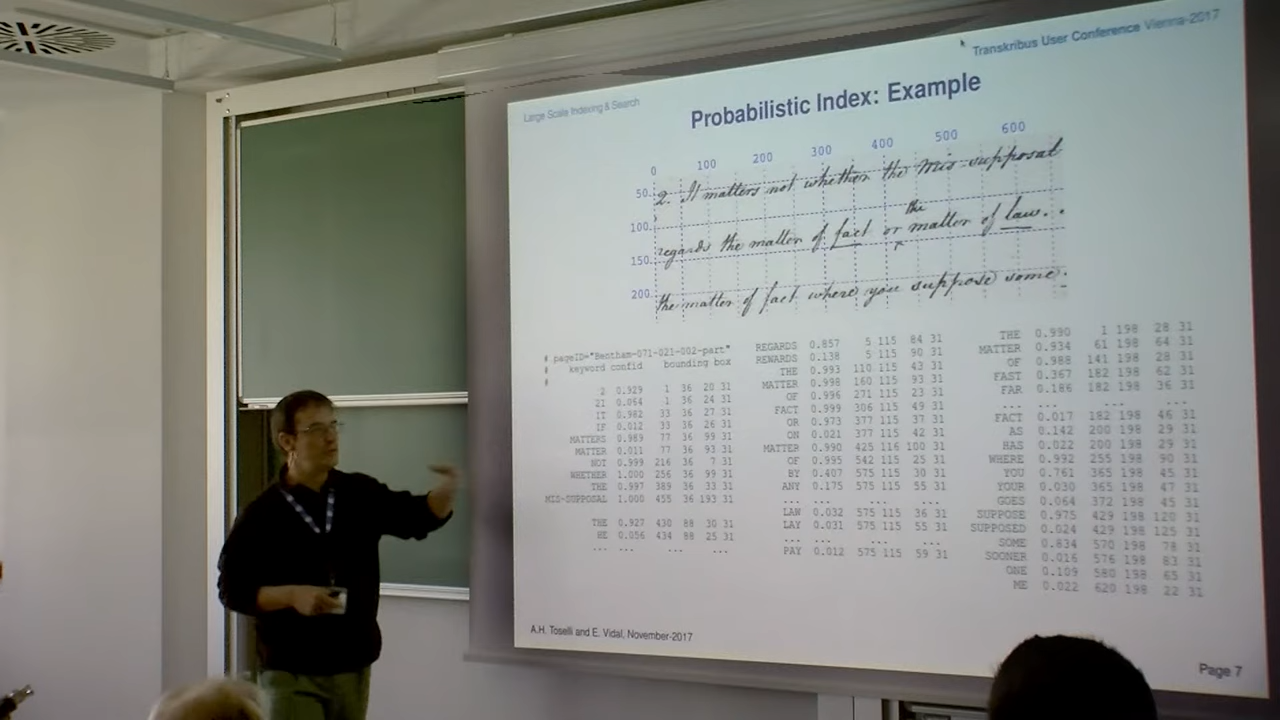 Transkribus User Conference Vienna-2017
Large Scale Indexing & Search
Probabilistic Index: Example
0 100 200 300 400 500 600
50
2. It matters not whether the Mis-supposal
100
the
regards the matter of fact or matter of law. .
150
200
the matter of fact where you suppose some.
# pageID="Bentham-071-021-002-part"
# keyword confid bounding box
#
2 0.929 1 36 20 31
21 0.064 1 36 24 31
IT 0.982 33 36 27 31
IF 0.012 33 36 26 31
MATTERS 0.989 77 36 99 31
MATTER 0.011 77 36 93 31
NOT 0.999 216 36 7 31
WHETHER 1.000 256 36 99 31
THE 0.997 389 36 33 31
MIS-SUPPOSAL 1.000 455 36 193 31
THE 0.927 430 88 30 31
HE 0.056 434 88 25 31
... ... ... ...
REGARDS 0.857 5 115 84 31
REWARDS 0.138 5 115 90 31
THE 0.993 110 115 43 31
MATTER 0.998 160 115 93 31
OF 0.996 271 115 23 31
FACT 0.999 306 115 49 31
OR 0.973 377 115 37 31
ON 0.021 377 115 42 31
MATTER 0.990 425 116 100 31
OF 0.995 542 115 25 31
BY 0.407 575 115 30 31
ANY 0.175 575 115 55 31
... ... ... ...
LAW 0.032 575 115 36 31
LAY 0.031 575 115 55 31
... ... ... ...
PAY 0.012 575 115 59 31
THE 0.990 1 198 28 31
MATTER 0.934 61 198 64 31
OF 0.988 141 198 28 31
FAST 0.367 182 198 62 31
FAR 0.186 182 198 36 31
... ... ... ...
FACT 0.017 182 198 46 31
AS 0.142 200 198 29 31
HAS 0.022 200 198 29 31
WHERE 0.992 255 198 90 31
YOU 0.761 365 198 45 31
YOUR 0.030 365 198 47 31
GOES 0.064 372 198 45 31
SUPPOSE 0.975 429 198 120 31
SUPPOSED 0.024 429 198 125 31
SOME 0.834 570 198 78 31
SOONER 0.016 576 198 83 31
ONE 0.109 580 198 65 31
ME 0.022 620 198 22 31
A.H. Toselli and E. Vidal, November-2017
Page 7